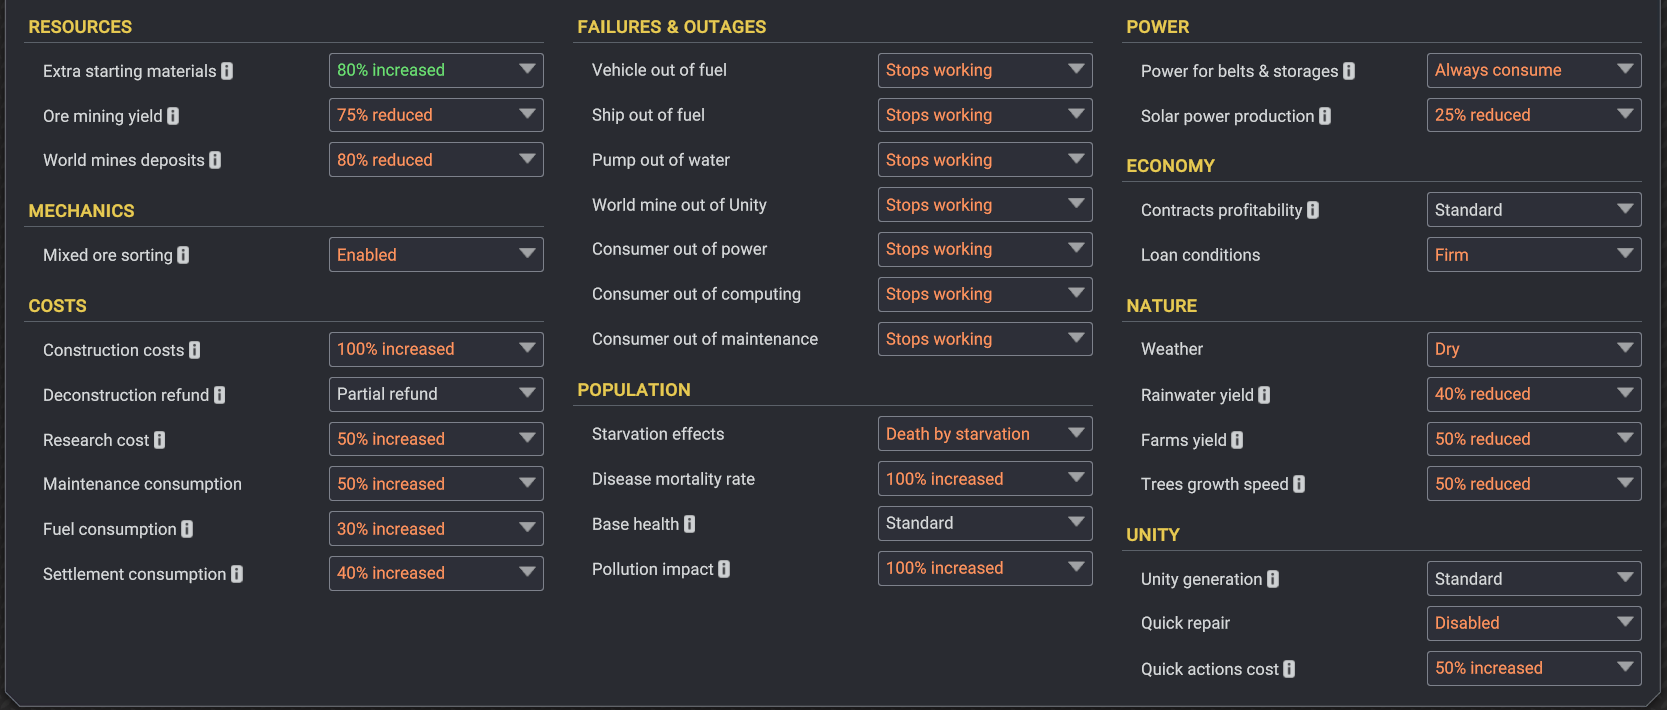 RESOURCES
Extra starting materials 80% increased
Ore mining yield 75% reduced
World mines deposits 80% reduced
MECHANICS
Mixed ore sorting Enabled
COSTS
Construction costs 100% increased
Deconstruction refund Partial refund
Research cost 50% increased
Maintenance consumption 50% increased
Fuel consumption 30% increased
Settlement consumption 40% increased
FAILURES & OUTAGES
Vehicle out of fuel Stops working
Ship out of fuel Stops working
Pump out of water Stops working
World mine out of Unity Stops working
Consumer out of power Stops working
Consumer out of computing Stops working
Consumer out of maintenance Stops working
POPULATION
Starvation effects Death by starvation
Disease mortality rate 100% increased
Base health Standard
Pollution impact 100% increased
POWER
Power for belts & storages Always consume
Solar power production 25% reduced
ECONOMY
Contracts profitability Standard
Loan conditions Firm
NATURE
Weather Dry
Rainwater yield 40% reduced
Farms yield 50% reduced
Trees growth speed 50% reduced
UNITY
Unity generation Standard
Quick repair Disabled
Quick actions cost 50% increased